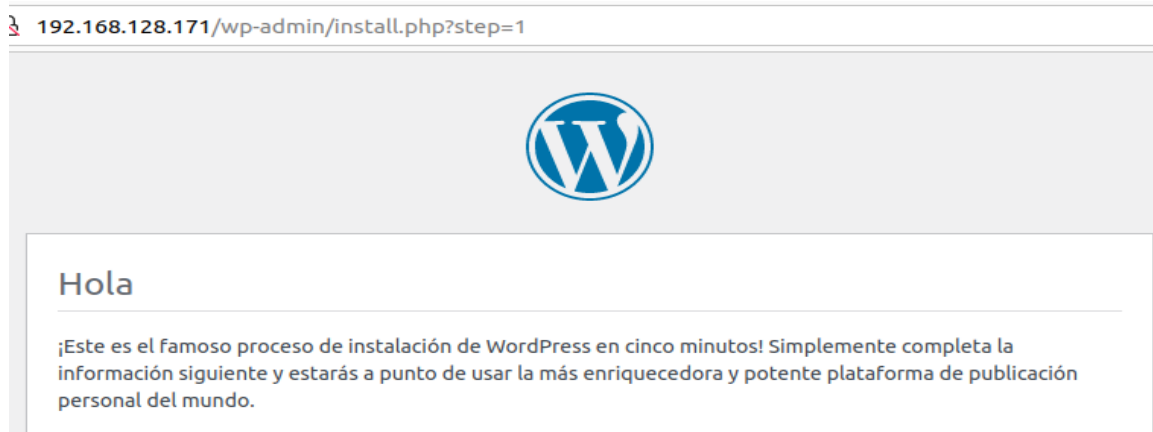 192.168.128.171/wp-admin/install.php?step=1
Hola
¡Este es el famoso proceso de instalación de WordPress en cinco minutos! Simplemente completa la
información siguiente y estarás a punto de usar la más enriquecedora y potente plataforma de publicación
personal del mundo.